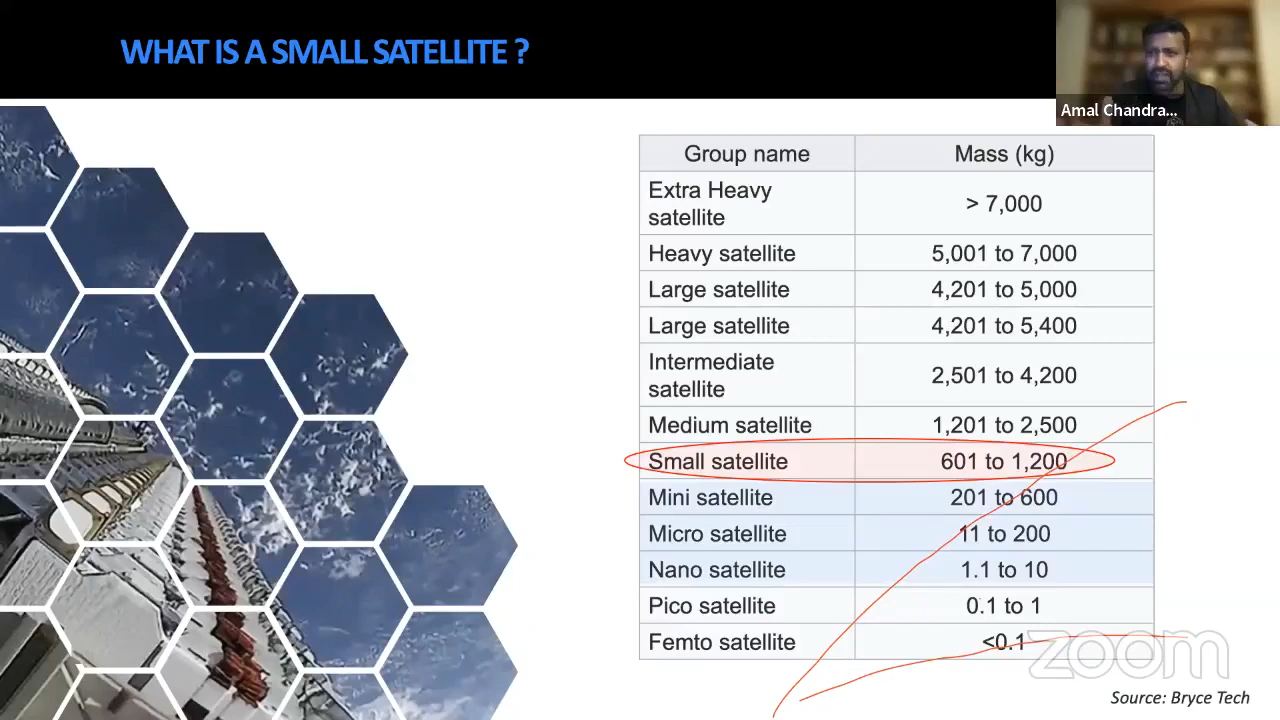 WHAT IS A SMALL SATELLITE ?
Amal Chandra...
Group name Mass (kg)
Extra Heavy
satellite > 7,000
Heavy satellite 5,001 to 7,000
Large satellite 4,201 to 5,000
Large satellite 4,201 to 5,400
Intermediate
satellite 2,501 to 4,200
Medium satellite 1,201 to 2,500
Small satellite 601 to 1,200
Mini satellite 201 to 600
Micro satellite 11 to 200
Nano satellite 1.1 to 10
Pico satellite 0.1 to 1
Femto satellite <0.1
zoom
Source: Bryce Tech